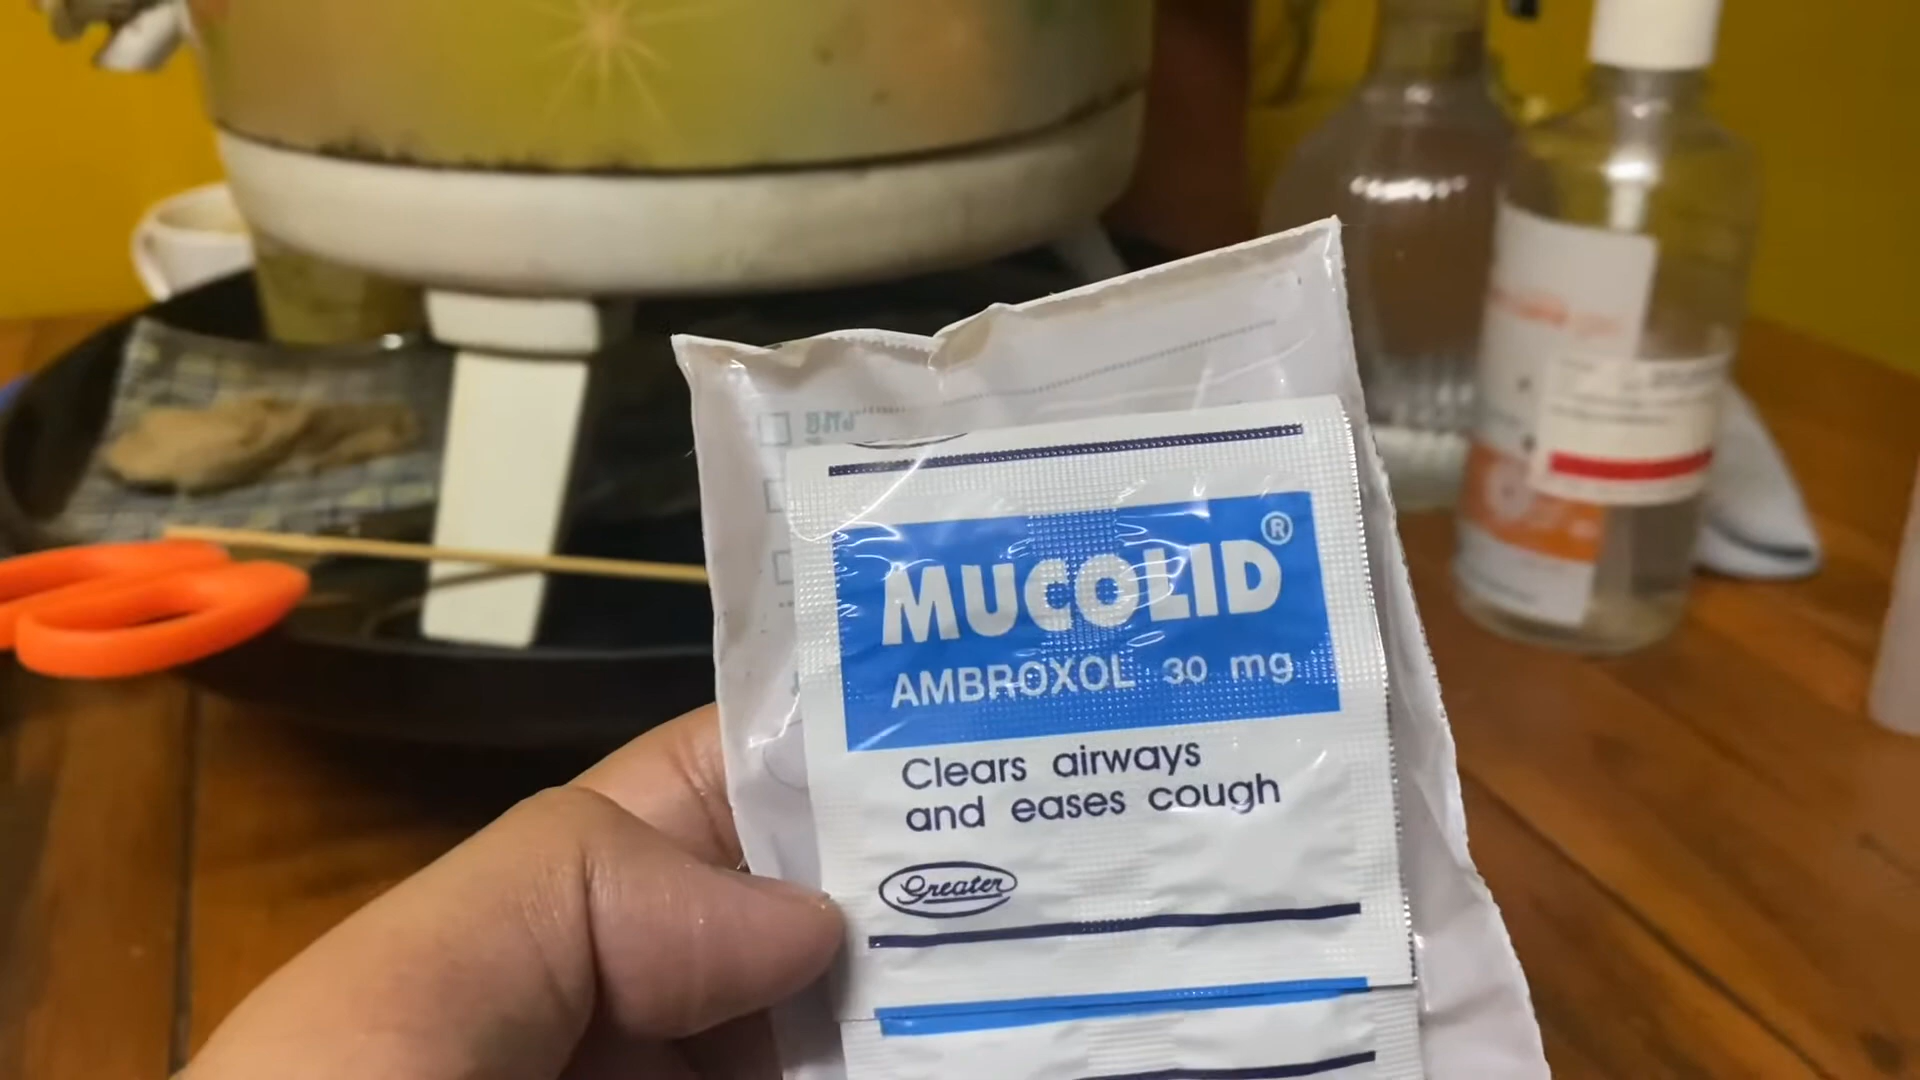 MUCOLID®
AMBROXOL 30 mg
Clears airways
and eases cough
Greater